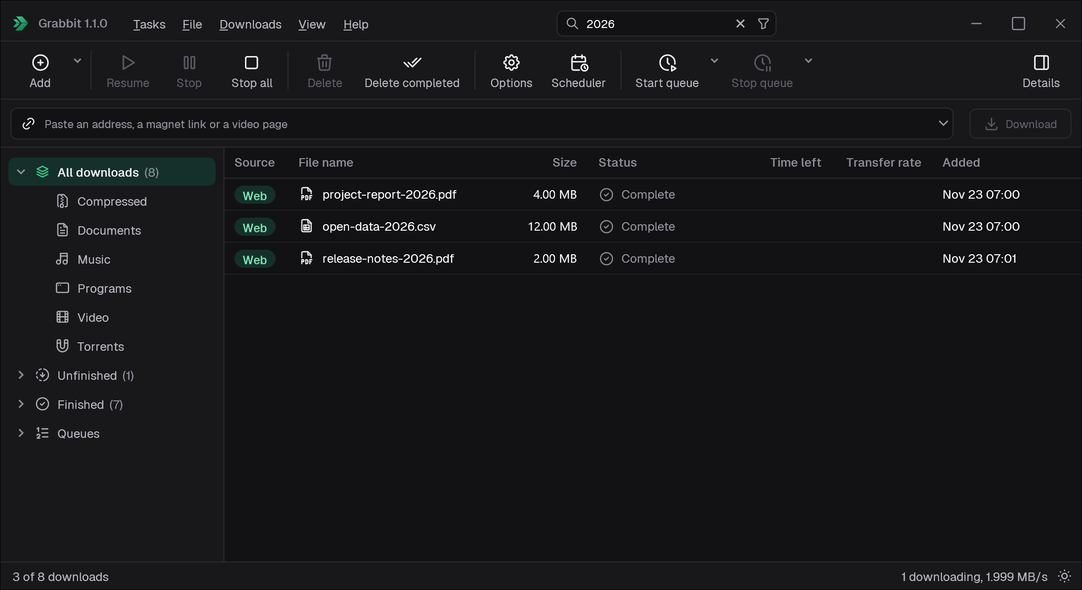 Grabbit 1.1.0 Tasks File Downloads View Help 2026
Add Resume Stop Stop all Delete Delete completed Options Scheduler Start queue Stop queue Details
Paste an address, a magnet link or a video page Download
All downloads (8)
Compressed
Documents
Music
Programs
Video
Torrents
Unfinished (1)
Finished (7)
Queues
Source File name Size Status Time left Transfer rate Added
Web project-report-2026.pdf 4.00 MB Complete Nov 23 07:00
Web open-data-2026.csv 12.00 MB Complete Nov 23 07:00
Web release-notes-2026.pdf 2.00 MB Complete Nov 23 07:01
3 of 8 downloads 1 downloading, 1.999 MB/s